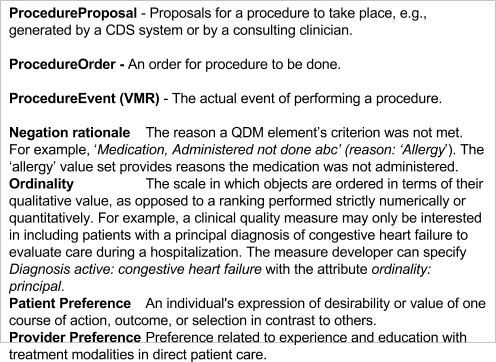 ProcedureProposal - Proposals for a procedure to take place, e.g.,
generated by a CDS system or by a consulting clinician.
ProcedureOrder - An order for procedure to be done.
ProcedureEvent (VMR) - The actual event of performing a procedure.
Negation rationale The reason a QDM element's criterion was not met.
For example, 'Medication, Administered not done abc' (reason: 'Allergy'). The
'allergy' value set provides reasons the medication was not administered.
Ordinality The scale in which objects are ordered in terms of their
qualitative value, as opposed to a ranking performed strictly numerically or
quantitatively. For example, a clinical quality measure may only be interested
in including patients with a principal diagnosis of congestive heart failure to
evaluate care during a hospitalization. The measure developer can specify
Diagnosis active: congestive heart failure with the attribute ordinality:
principal.
Patient Preference An individual's expression of desirability or value of one
course of action, outcome, or selection in contrast to others.
Provider Preference Preference related to experience and education with
treatment modalities in direct patient care.